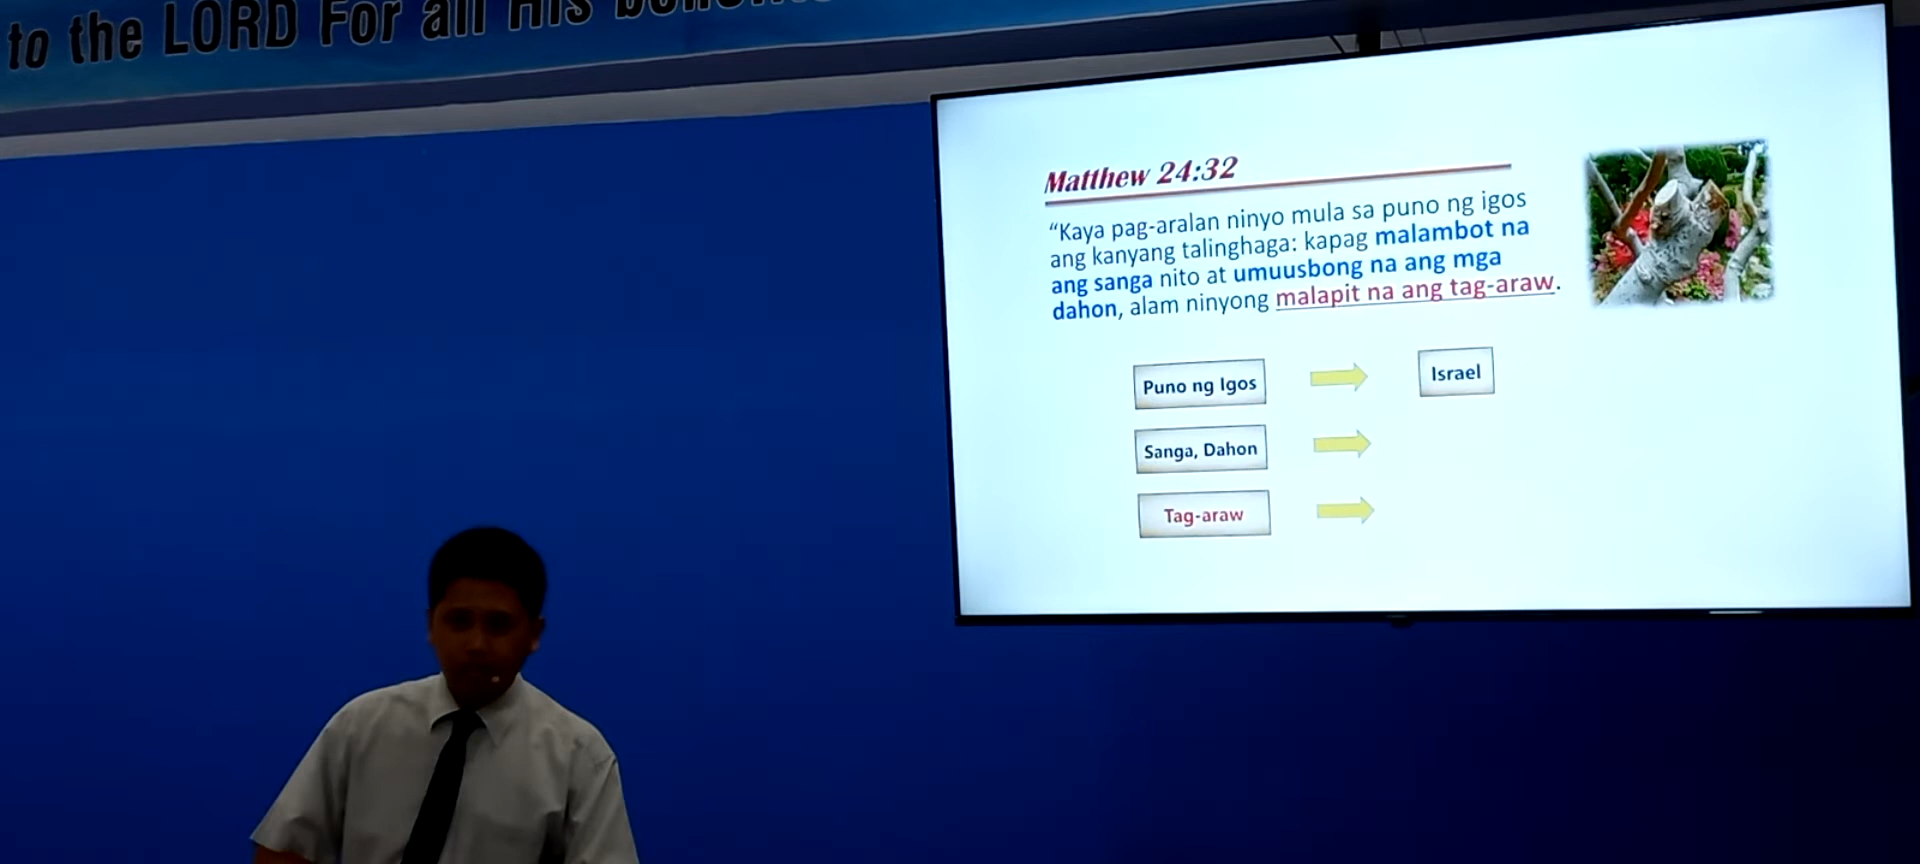 to the LORD For all His
Matthew 24:32
“Kaya pag-aralan ninyo mula sa puno ng igos
ang kanyang talinghaga: kapag malambot na
ang sanga nito at umuusbong na ang mga
dahon, alam ninyong malapit na ang tag-araw.
Puno ng Igos
Israel
Sanga, Dahon
Tag-araw